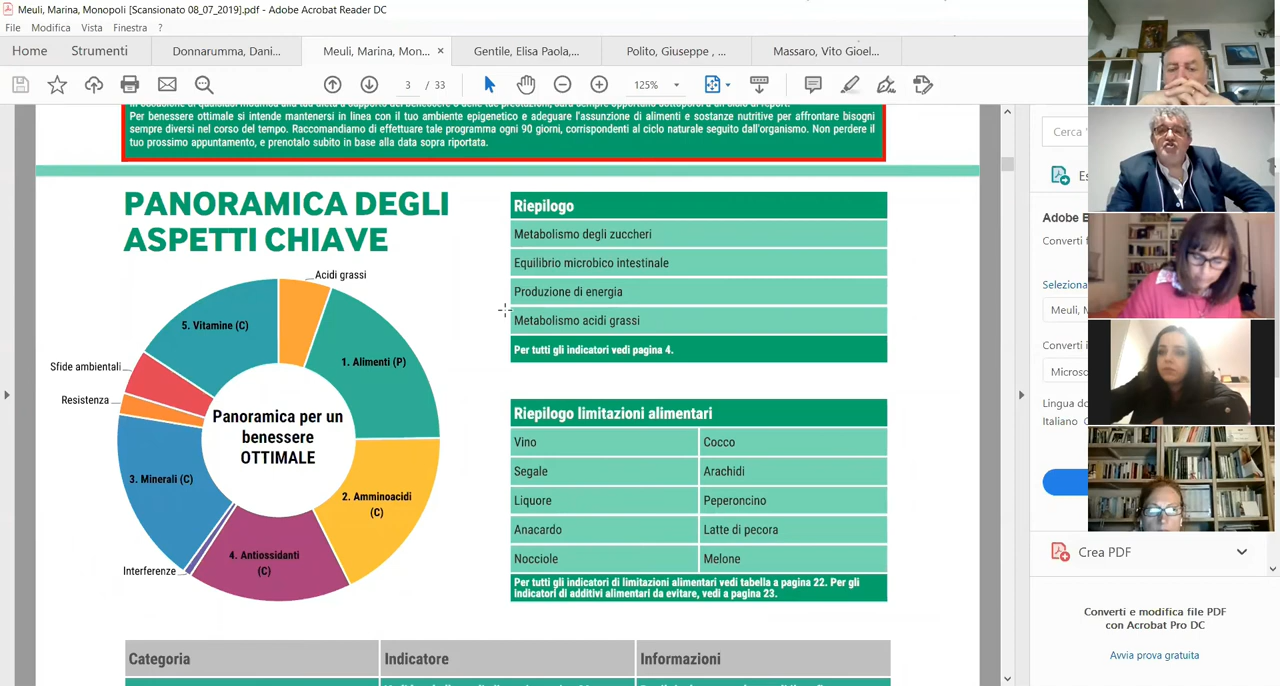 Meuli, Marina, Monopoli [Scansionato 08_07_2019].pdf - Adobe Acrobat Reader DC
File Modifica Vista Finestra ?
Home Strumenti Donnarumma, Dani... Meuli, Marina, Mon... × Gentile, Elisa Paola,... Polito, Giuseppe , ... Massaro, Vito Gioel...
3 / 33 125%
Per benessere ottimale si intende mantenersi in linea con il tuo ambiente epigenetico e adeguare l'assunzione di alimenti e sostanze nutritive per affrontare bisogni
sempre diversi nel corso del tempo. Raccomandiamo di effettuare tale programma ogni 90 giorni, corrispondenti al ciclo naturale seguito dall'organismo. Non perdere il
tuo prossimo appuntamento, e prenotalo subito in base alla data sopra riportata.
PANORAMICA DEGLI
ASPETTI CHIAVE
Acidi grassi
5. Vitamine (C)
1. Alimenti (P)
Sfide ambientali
Resistenza
Panoramica per un
benessere
OTTIMALE
3. Minerali (C)
2. Amminoacidi
(C)
4. Antiossidanti
(C)
Interferenze
Riepilogo
Metabolismo degli zuccheri
Equilibrio microbico intestinale
Produzione di energia
Metabolismo acidi grassi
Per tutti gli indicatori vedi pagina 4.
Riepilogo limitazioni alimentari
Vino Cocco
Segale Arachidi
Liquore Peperoncino
Anacardo Latte di pecora
Nocciole Melone
Per tutti gli indicatori di limitazioni alimentari vedi tabella a pagina 22. Per gli
indicatori di additivi alimentari da evitare, vedi a pagina 23.
Categoria Indicatore Informazioni
Cerca
Es
Adobe E
Converti f
Seleziona
Meuli, M
Converti i
Microso
Lingua do
Italiano
Crea PDF
Converti e modifica file PDF
con Acrobat Pro DC
Avvia prova gratuita